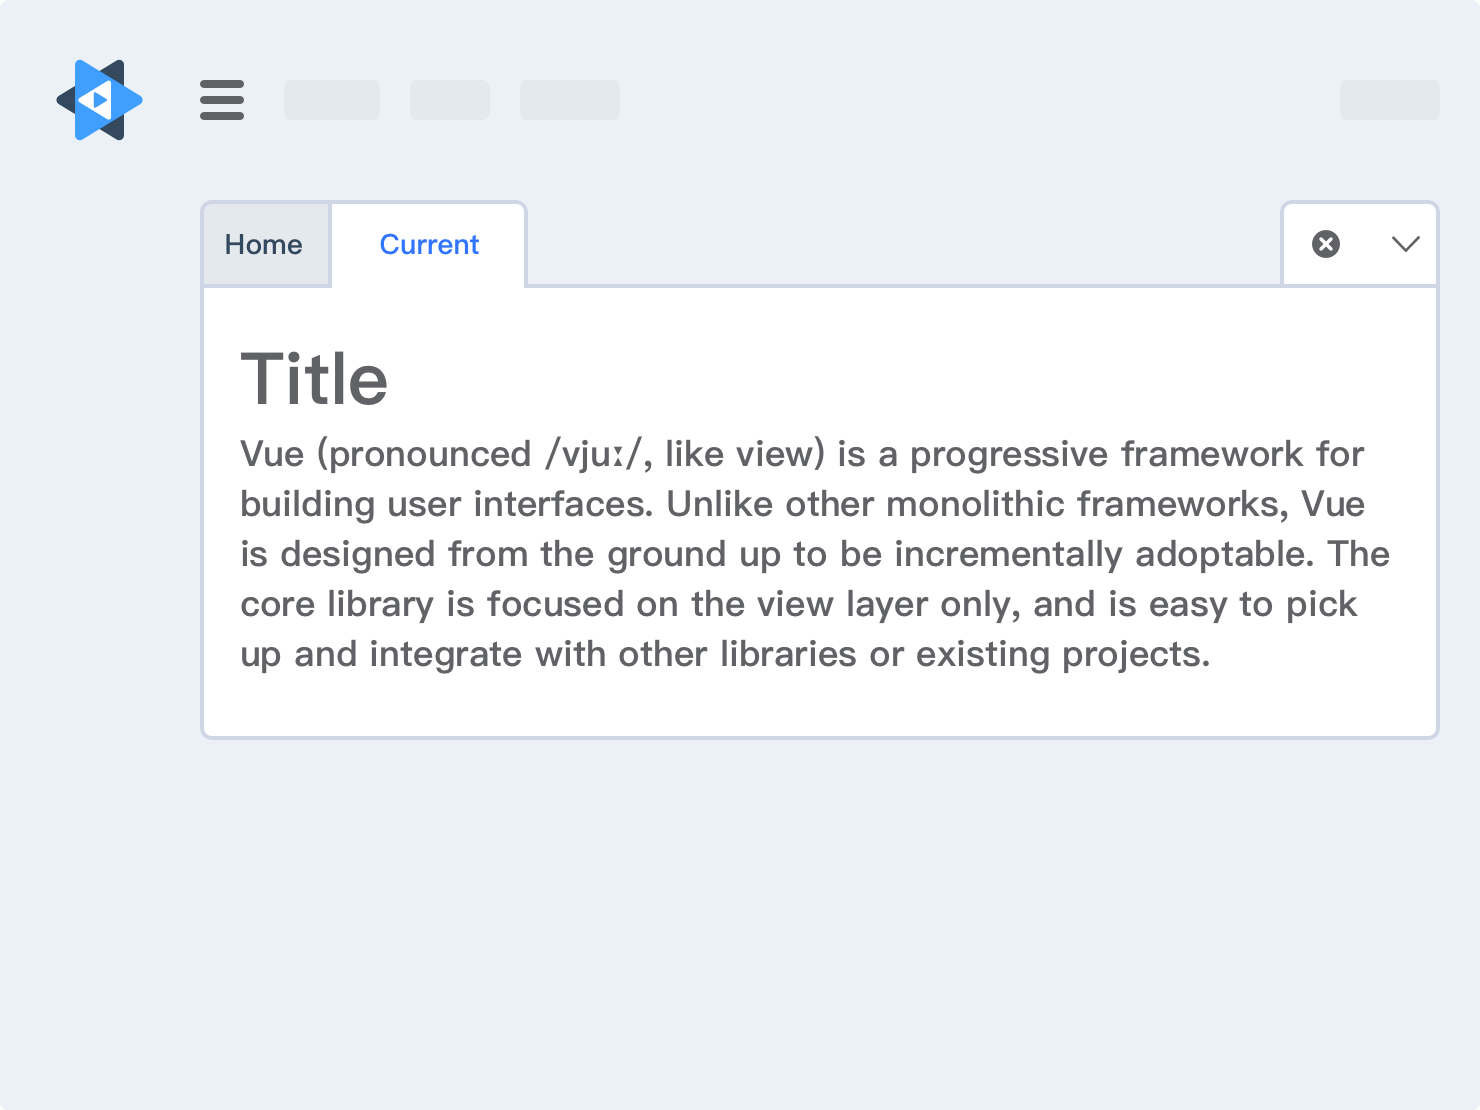 Home
Current
Title
Vue (pronounced /vjuː/, like view) is a progressive framework for
building user interfaces. Unlike other monolithic frameworks, Vue
is designed from the ground up to be incrementally adoptable. The
core library is focused on the view layer only, and is easy to pick
up and integrate with other libraries or existing projects.